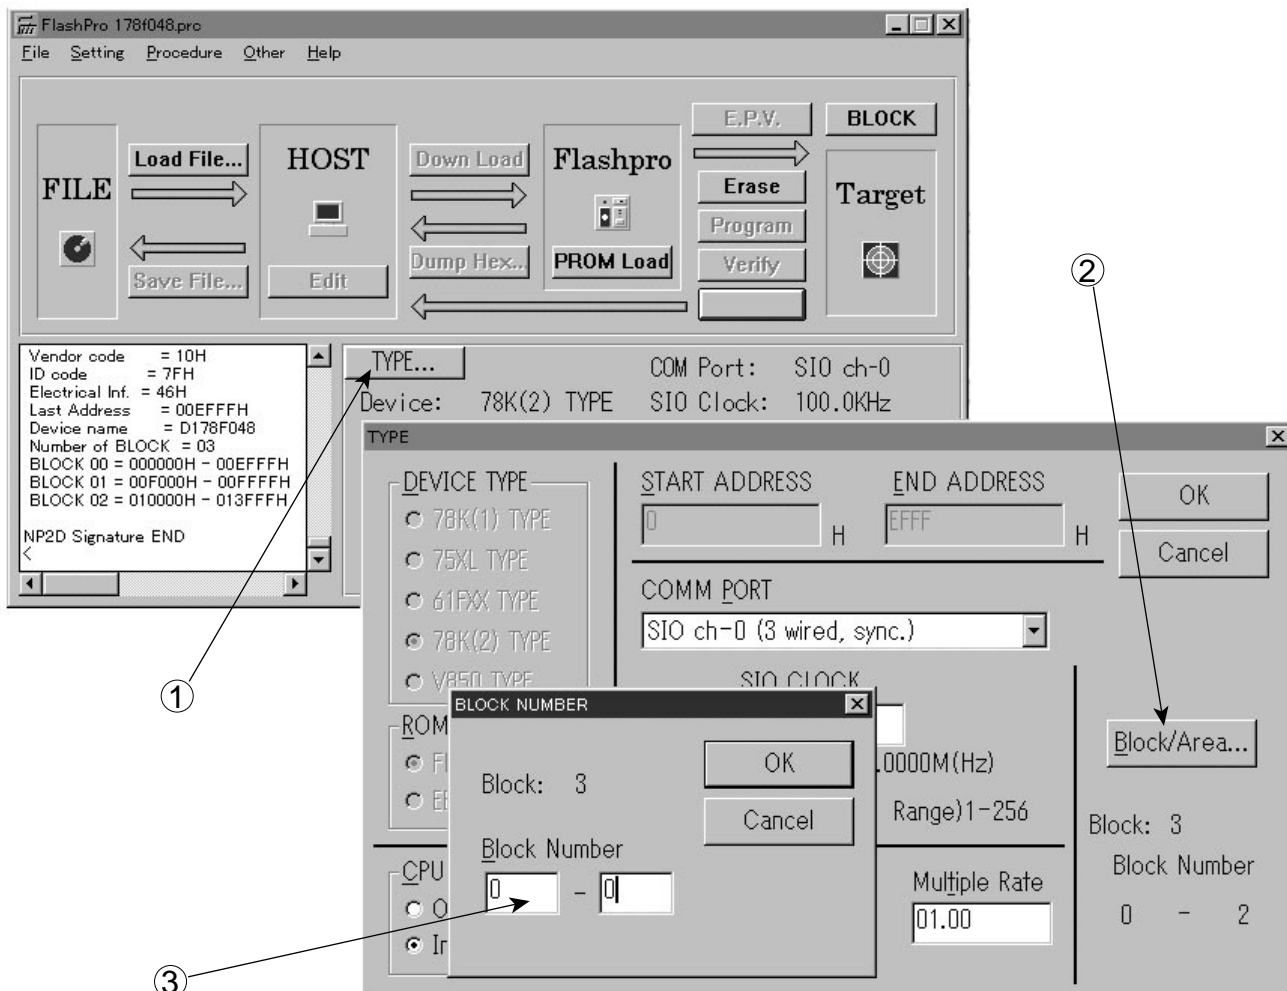 FlashPro 178f048.prc
File Setting Procedure Other Help
E.P.V. BLOCK
Load File... HOST Down Load Flashpro
FILE Erase Target
Program
Save File... Edit Dump Hex... PROM Load Verify
Vendor code = 10H
ID code = 7FH
Electrical Inf. = 46H
Last Address = 00EFFFH
Device name = D178F048
Number of BLOCK = 03
BLOCK 00 = 000000H - 00EFFFH
BLOCK 01 = 00F000H - 00FFFFH
BLOCK 02 = 010000H - 013FFFH
NP2D Signature END
<
TYPE... COM Port: SIO ch-0
Device: 78K(2) TYPE SIO Clock: 100.0KHz
TYPE
DEVICE TYPE
78K(1) TYPE
75XL TYPE
61FXX TYPE
78K(2) TYPE
V850 TYPE
START ADDRESS END ADDRESS
0 H EFFF H
OK
Cancel
COMM PORT
SIO ch-0 (3 wired, sync.)
SIO CLOCK
.0000M(Hz)
Range)1-256
ROM
CPU
Multiple Rate
01.00
Block/Area...
Block: 3
Block Number
0 - 2
BLOCK NUMBER
Block: 3
OK
Cancel
Block Number
0 - 0
1
2
3